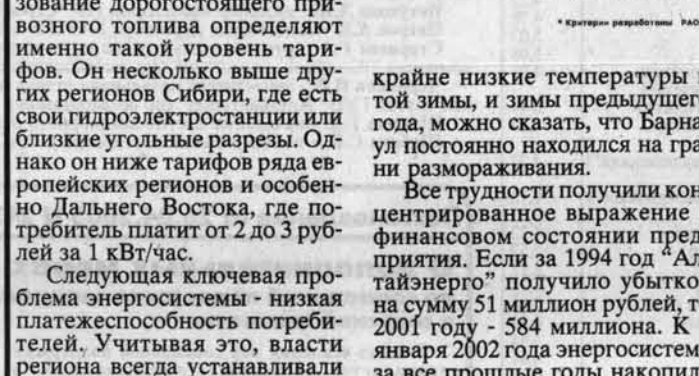 зование дорогостоящего при-
возного топлива определяют
именно такой уровень тари-
фов. Он несколько выше дру-
гих регионов Сибири, где есть
свои гидроэлектростанции или
близкие угольные разрезы. Од-
нако он ниже тарифов ряда ев-
ропейских регионов и особен-
но Дальнего Востока, где по-
требитель платит от 2 до 3 руб-
лей за 1 кВт/час.
Следующая ключевая про-
блема энергосистемы - низкая
платежеспособность потреби-
телей. Учитывая это, власти
региона всегда устанавливали
* Критерии разработаны РАО
крайне низкие температуры
той зимы, и зимы предыдущег
года, можно сказать, что Барна
ул постоянно находился на гра
ни размораживания.
Все трудности получили кон
центрированное выражение
финансовом состоянии пред
приятия. Если за 1994 год “Ал
тайэнерго” получило убытко
на сумму 51 миллион рублей, т
2001 году - 584 миллиона. К
января 2002 года энергосистем
за все прошлые годы накопил